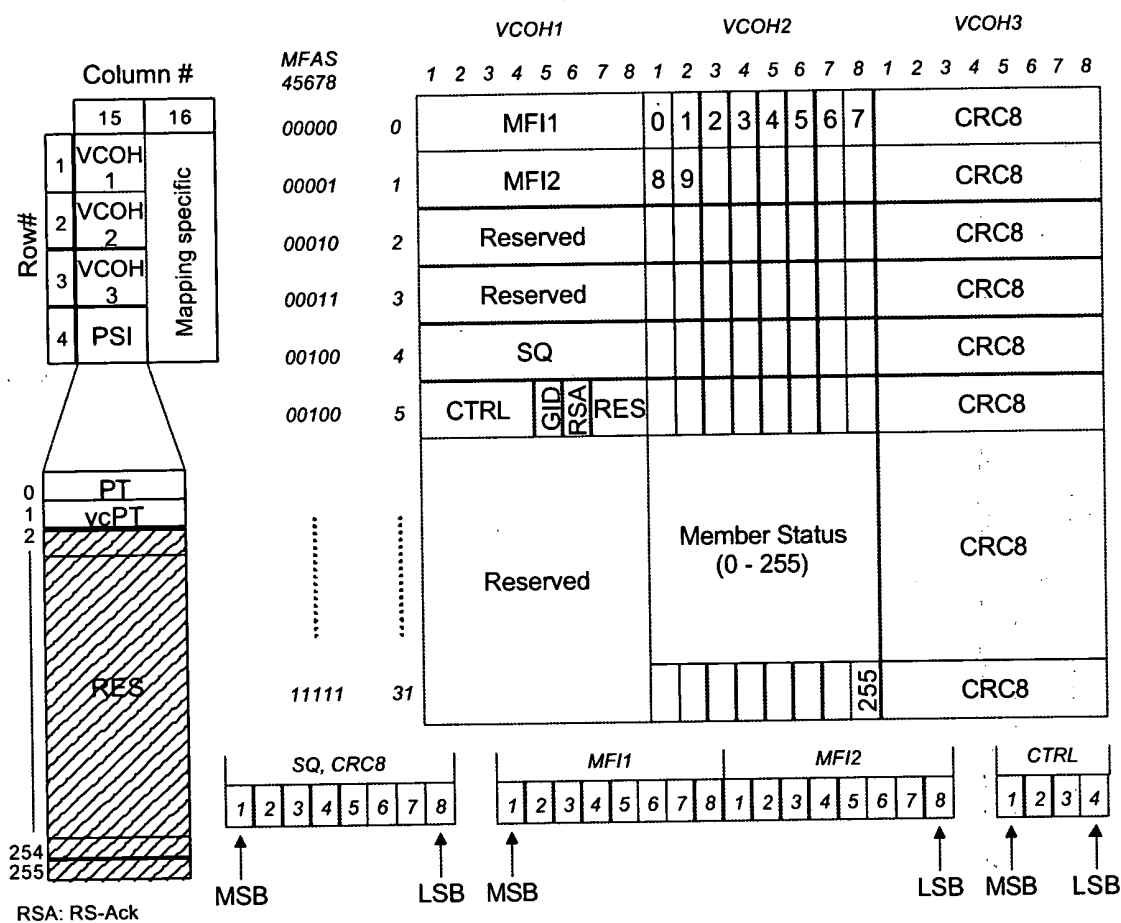 VCOH1 VCOH2 VCOH3
MFAS
45678
1 2 3 4 5 6 7 8 1 2 3 4 5 6 7 8 1 2 3 4 5 6 7 8
Column #
15 16
Row#
1 VCOH 1
2 VCOH 2
3 VCOH 3
4 PSI
Mapping specific
00000 0 MFI1 0 1 2 3 4 5 6 7 CRC8
00001 1 MFI2 8 9 CRC8
00010 2 Reserved CRC8
00011 3 Reserved CRC8
00100 4 SQ CRC8
00100 5 CTRL GID RSA RES CRC8
Reserved
Member Status
(0 - 255)
CRC8
11111 31 255 CRC8
0 PT
1 vcPT
2
RES
254
255
RSA: RS-Ack
SQ, CRC8
1 2 3 4 5 6 7 8
MSB LSB
MFI1 MFI2
1 2 3 4 5 6 7 8 1 2 3 4 5 6 7 8
MSB LSB
CTRL
1 2 3 4
MSB LSB